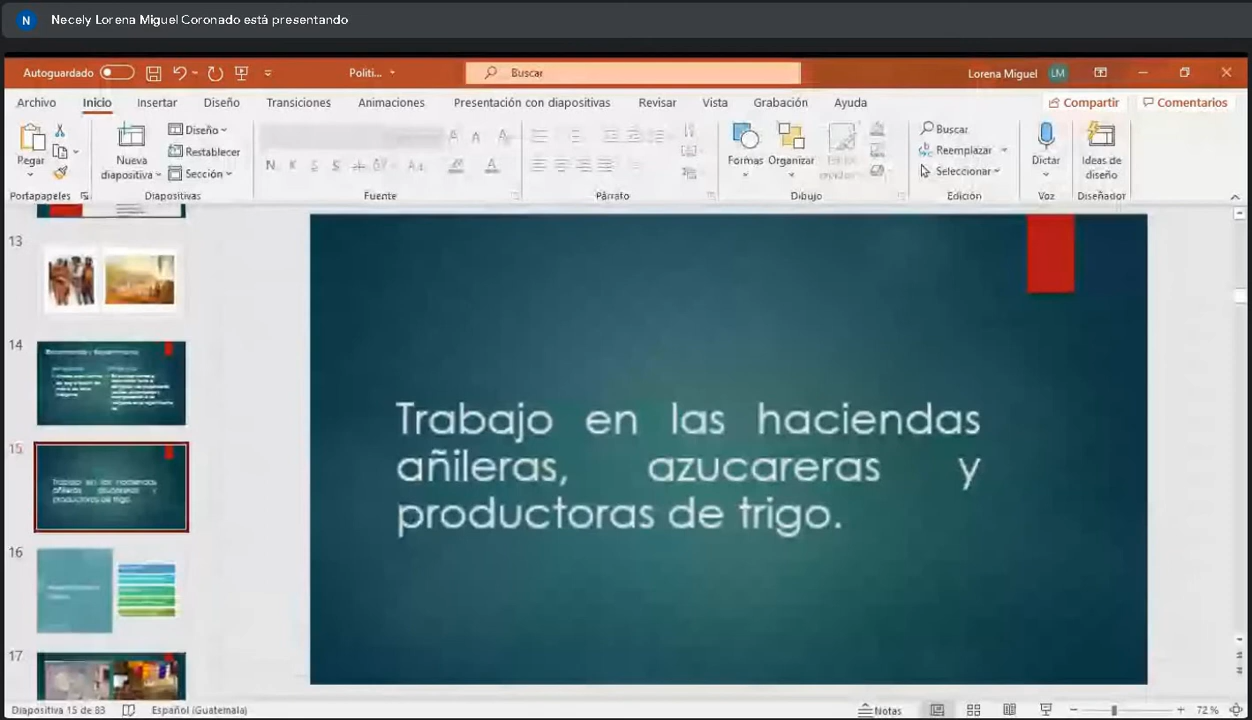 N Necely Lorena Miguel Coronado está presentando
Autoguardado Politi... Buscar Lorena Miguel LM
Archivo Inicio Insertar Diseño Transiciones Animaciones Presentación con diapositivas Revisar Vista Grabación Ayuda Compartir Comentarios
Pegar
Nueva diapositiva
Diseño
Restablecer
Sección
N K S S
Formas Organizar
Buscar
Reemplazar
Seleccionar
Dictar
Ideas de diseño
Portapapeles Diapositivas Fuente Párrafo Dibujo Edición Voz Diseñador
13
14
15
16
17
Trabajo en las haciendas
añileras, azucareras y
productoras de trigo.
Diapositiva 15 de 83 Español (Guatemala) Notas 72 %